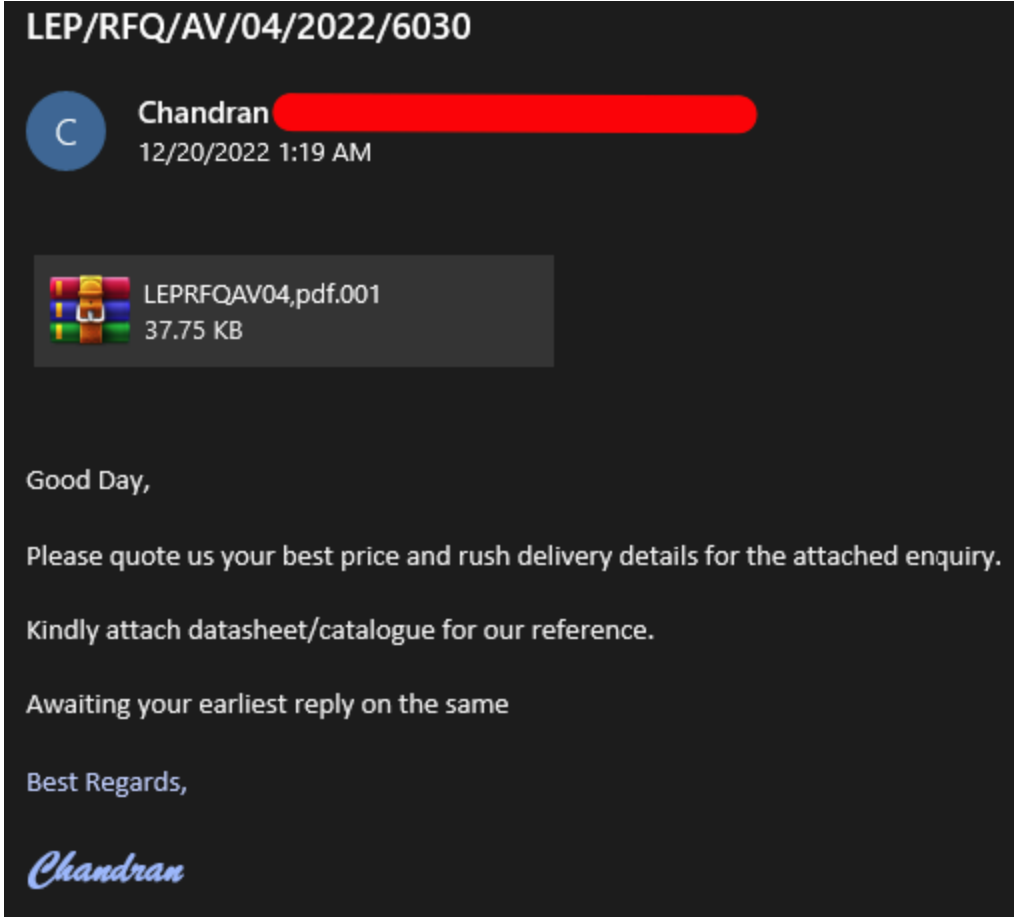 LEP/RFQ/AV/04/2022/6030
C
Chandran
12/20/2022 1:19 AM
LEPRFQAV04,pdf.001
37.75 KB
Good Day,
Please quote us your best price and rush delivery details for the attached enquiry.
Kindly attach datasheet/catalogue for our reference.
Awaiting your earliest reply on the same
Best Regards,
Chandran